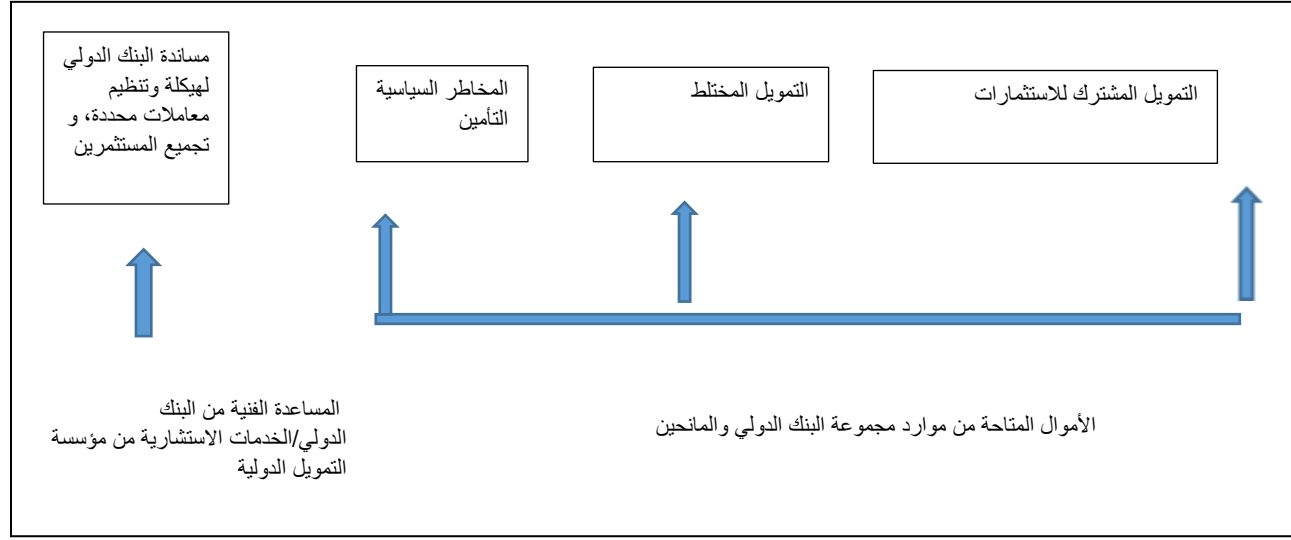 التمويل المشترك للاستثمارات
التمويل المختلط
المخاطر السياسية
التأمين
مساندة البنك الدولي
لهيكلة وتنظيم
معاملات محددة، و
تجميع المستثمرين
الأموال المتاحة من موارد مجموعة البنك الدولي والمانحين
المساعدة الفنية من البنك
الدولي/الخدمات الاستشارية من مؤسسة
التمويل الدولية